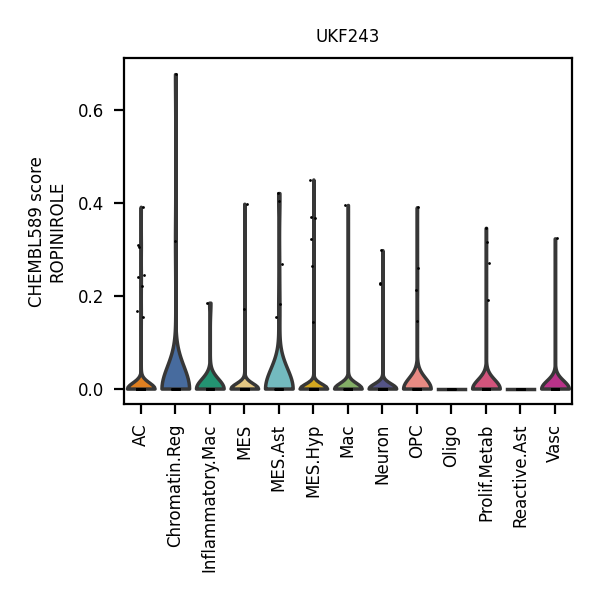 UKF243
CHEMBL589 score
ROPINIROLE
0.6
0.4
0.2
0.0
AC
Chromatin.Reg
Inflammatory.Mac
MES
MES.Ast
MES.Hyp
Mac
Neuron
OPC
Oligo
Prolif.Metab
Reactive.Ast
Vasc